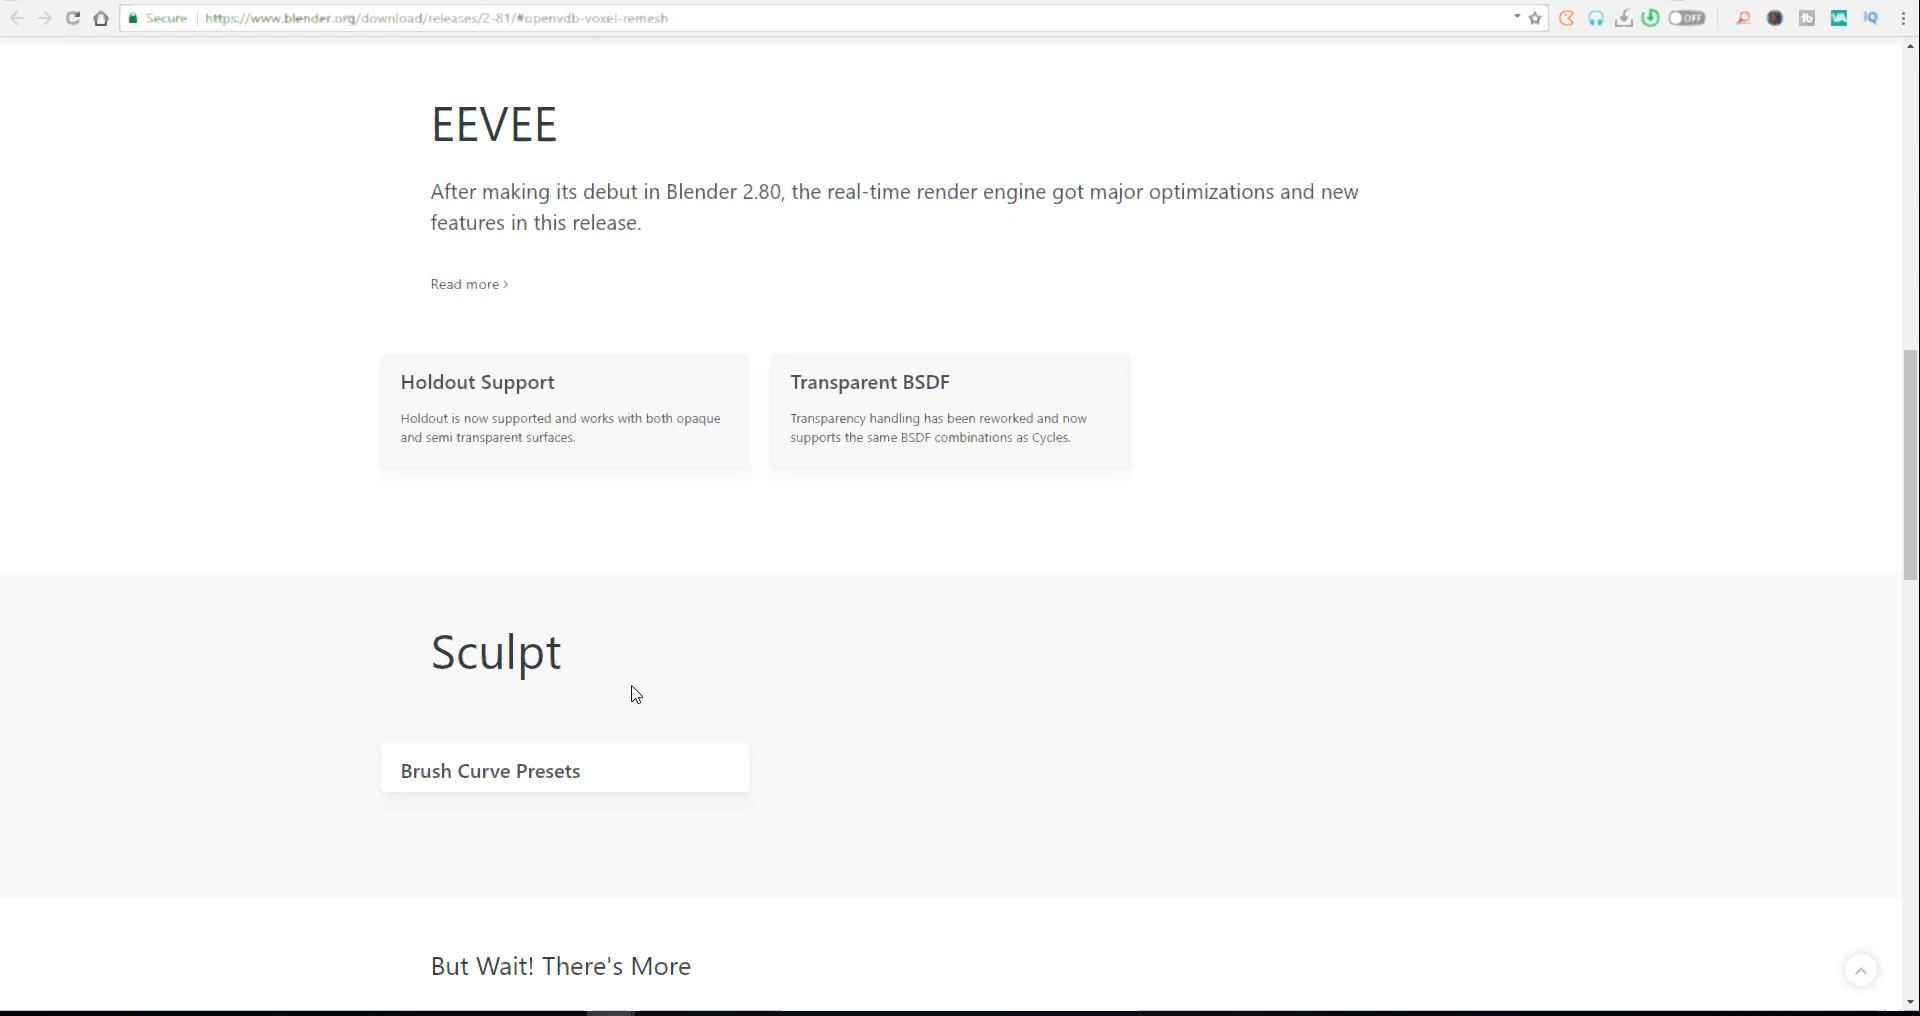 Secure https://www.blender.org/download/releases/2-81/#openvdb-voxel-remesh
OFF
tb
VA
IQ
EEVEE
After making its debut in Blender 2.80, the real-time render engine got major optimizations and new
features in this release.
Read more ›
Holdout Support
Holdout is now supported and works with both opaque
and semi transparent surfaces.
Transparent BSDF
Transparency handling has been reworked and now
supports the same BSDF combinations as Cycles.
Sculpt
Brush Curve Presets
But Wait! There's More